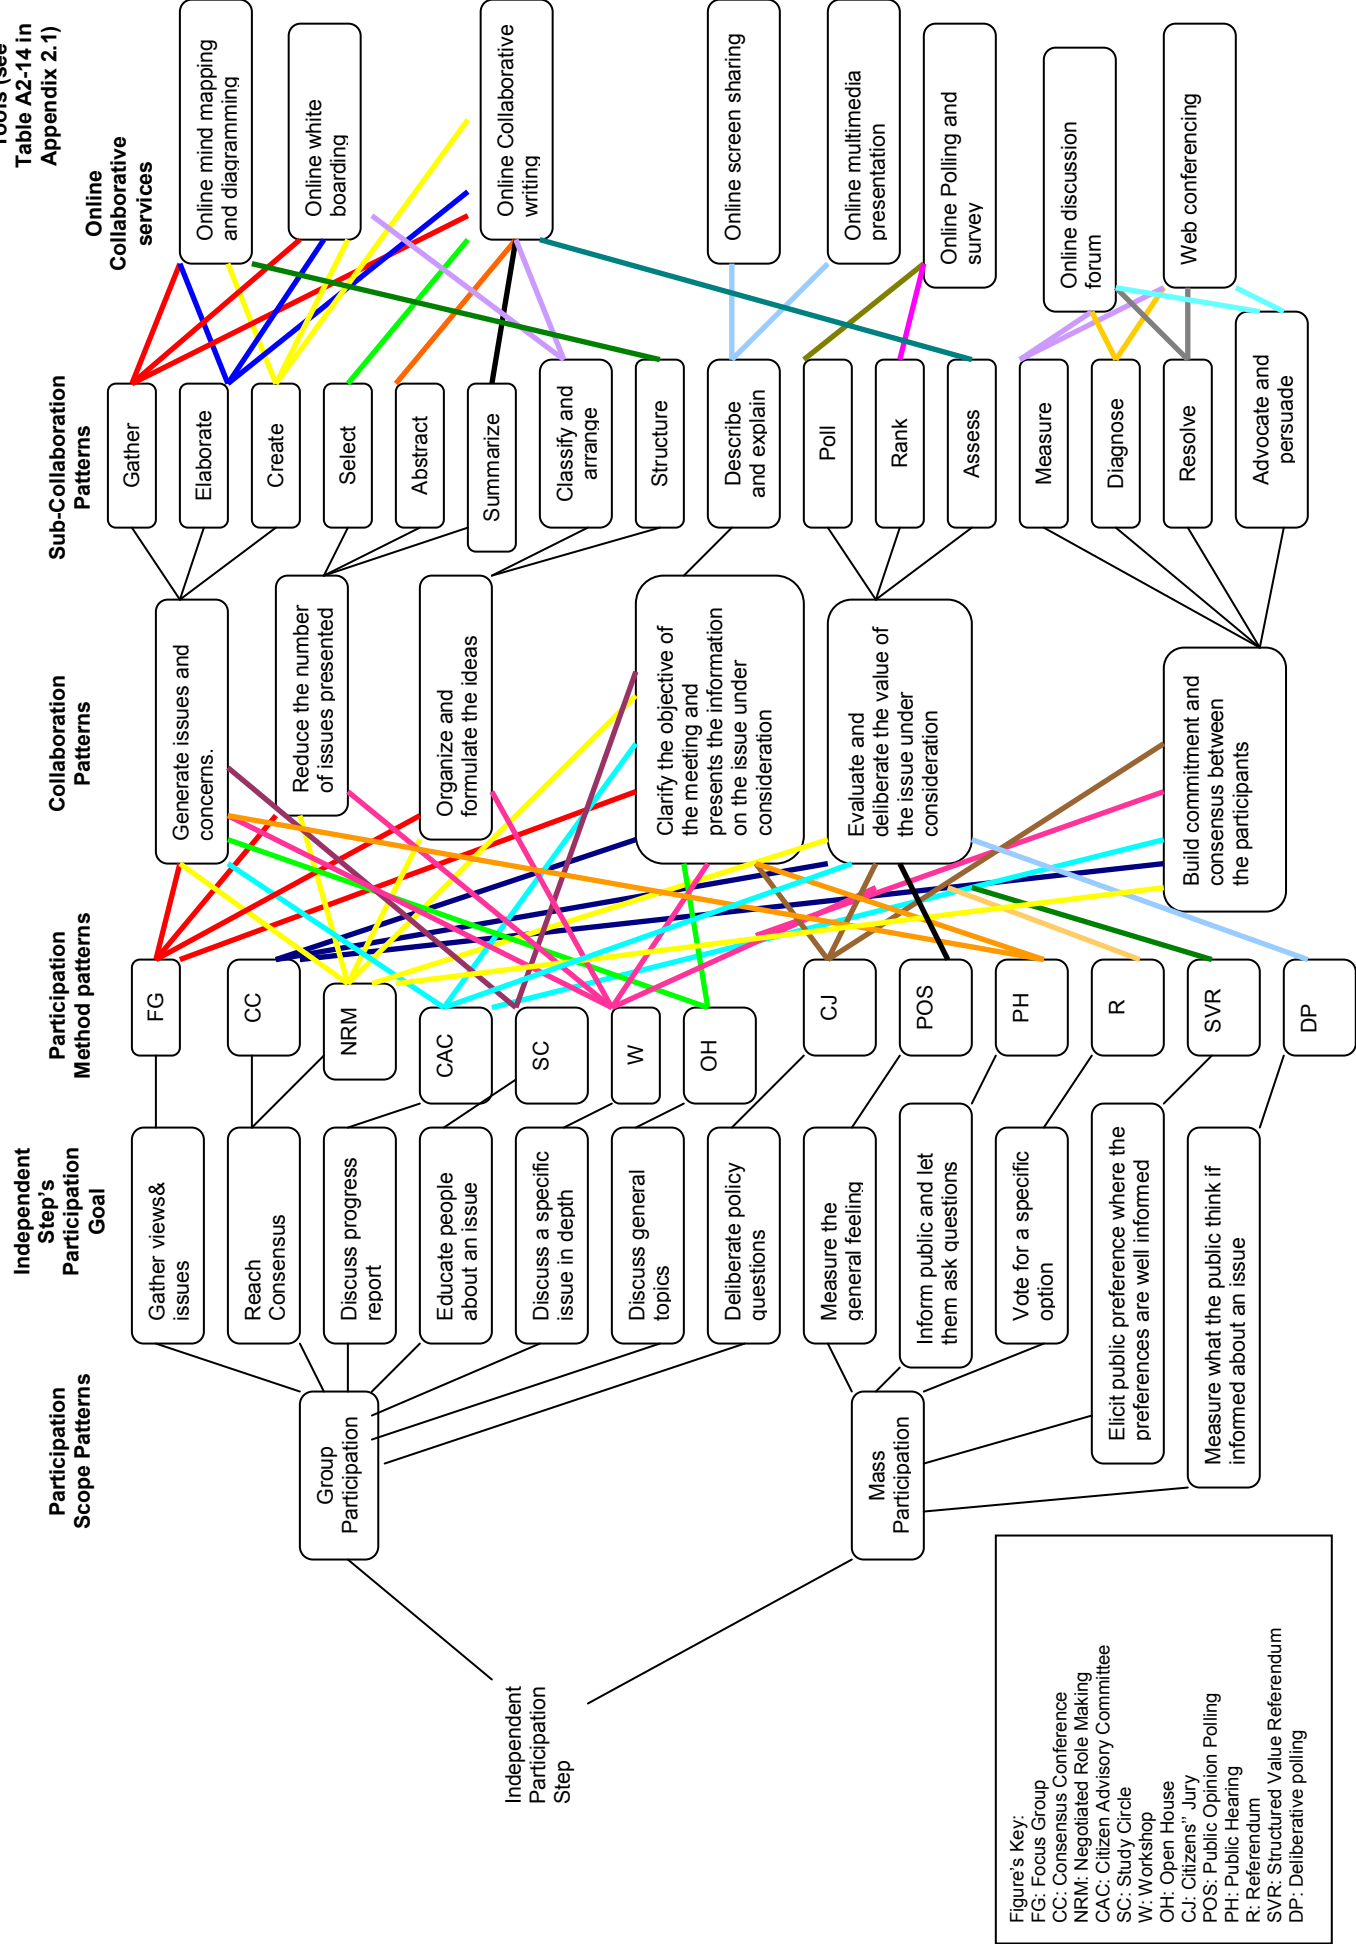 Participation
Scope Patterns
Independent
Step's
Participation
Goal
Participation
Method patterns
Collaboration
Patterns
Sub-Collaboration
Patterns
Online
Collaborative
services
Tools (see
Table A2-14 in
Appendix 2.1)
Independent
Participation
Step
Group
Participation
Mass
Participation
Gather views&
issues
Reach
Consensus
Discuss progress
report
Educate people
about an issue
Discuss a specific
issue in depth
Discuss general
topics
Deliberate policy
questions
Measure the
general feeling
Inform public and let
them ask questions
Vote for a specific
option
Elicit public preference where the
preferences are well informed
Measure what the public think if
informed about an issue
FG
CC
NRM
CAC
SC
W
OH
CJ
POS
PH
R
SVR
DP
Generate issues and
concerns.
Reduce the number
of issues presented
Organize and
formulate the ideas
Clarify the objective of
the meeting and
presents the information
on the issue under
consideration
Evaluate and
deliberate the value of
the issue under
consideration
Build commitment and
consensus between
the participants
Gather
Elaborate
Create
Select
Abstract
Summarize
Classify and
arrange
Structure
Describe
and explain
Poll
Rank
Assess
Measure
Diagnose
Resolve
Advocate and
persuade
Online mind mapping
and diagramming
Online white
boarding
Online Collaborative
writing
Online screen sharing
Online multimedia
presentation
Online Polling and
survey
Online discussion
forum
Web conferencing
Figure's Key:
FG: Focus Group
CC: Consensus Conference
NRM: Negotiated Role Making
CAC: Citizen Advisory Committee
SC: Study Circle
W: Workshop
OH: Open House
CJ: Citizens" Jury
POS: Public Opinion Polling
PH: Public Hearing
R: Referendum
SVR: Structured Value Referendum
DP: Deliberative polling